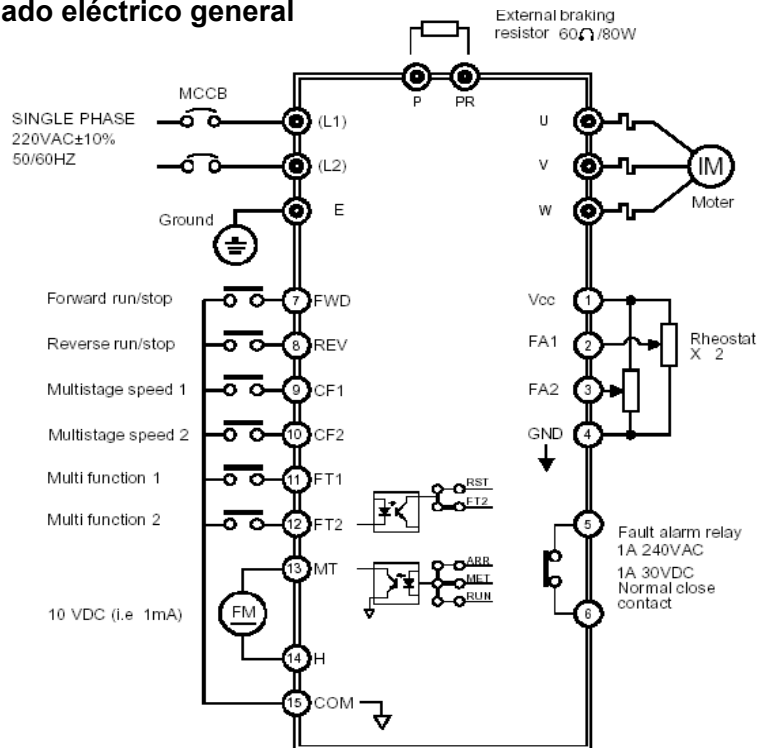 ado eléctrico general
External braking
resistor 60Ω/80W
P PR
MCCB
SINGLE PHASE
220VAC±10%
50/60HZ
(L1)
(L2)
E
Ground
U
V
W
IM
Moter
Forward run/stop 7 FWD
Reverse run/stop 8 REV
Multistage speed 1 9 CF1
Multistage speed 2 10 CF2
Multi function 1 11 FT1
Multi function 2 12 FT2
13 MT
10 VDC (i.e 1mA) FM
14 H
15 COM
RST
FT2
ARR
MET
RUN
Vcc 1
FA1 2
FA2 3
GND 4
Rheostat
X 2
5
6
Fault alarm relay
1A 240VAC
1A 30VDC
Normal close
contact